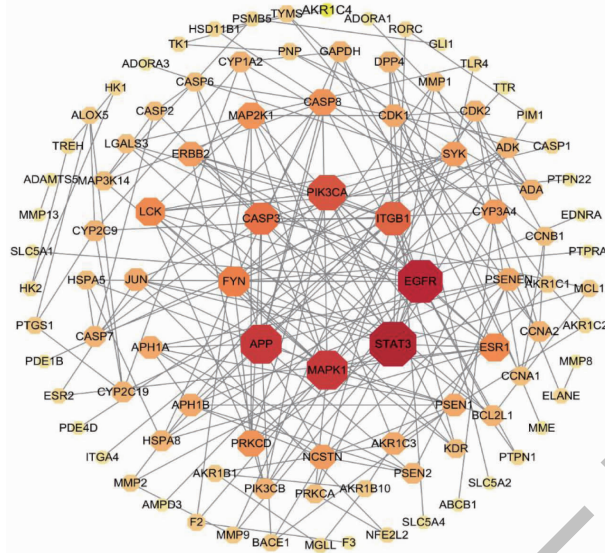 AKR1C4
TYMS
PSMB5
ADORA1
HSD11B1
RORC
TK1
PNP
GAPDH
GLI1
ADORA3
CYP1A2
DPP4
TLR4
HK1
CASP6
MMP1
TTR
ALOX5
CASP2
MAP2K1
CASP8
CDK1
CDK2
PIM1
TREH
LGALS3
ERBB2
SYK
ADK
CASP1
ADAMTS5
MAP3K14
PIK3CA
ADA
PTPN22
MMP13
CYP2C9
LCK
CASP3
ITGB1
CYP3A4
CCNB1
EDNRA
SLC5A1
PTPRA
HK2
HSPA5
JUN
FYN
EGFR
PSENEN
AKR1C1
MCL1
PTGS1
CASP7
APH1A
APP
STAT3
ESR1
CCNA2
AKR1C2
PDE1B
MAPK1
CCNA1
MMP8
ESR2
CYP2C19
APH1B
PSEN1
BCL2L1
ELANE
PDE4D
HSPA8
PRKCD
NCSTN
AKR1C3
KDR
PTPN1
MME
ITGA4
MMP2
AKR1B1
PIK3CB
PRKCA
AKR1B10
PSEN2
ABCB1
SLC5A2
AMPD3
F2
MMP9
BACE1
MGLL
F3
NFE2L2
SLC5A4